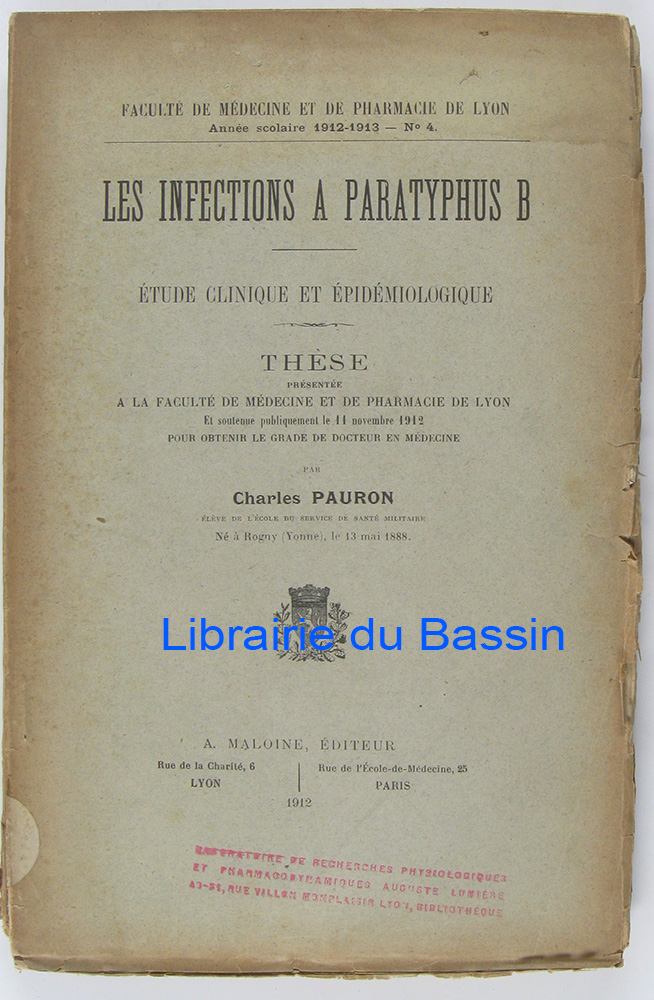 FACULTÉ DE MÉDECINE ET DE PHARMACIE DE LYON
Année scolaire 1912-1913 — No 4.
LES INFECTIONS A PARATYPHUS B
ÉTUDE CLINIQUE ET ÉPIDÉMIOLOGIQUE
THÈSE
PRÉSENTÉE
A LA FACULTÉ DE MÉDECINE ET DE PHARMACIE DE LYON
Et soutenue publiquement le 11 novembre 1912
POUR OBTENIR LE GRADE DE DOCTEUR EN MÉDECINE
PAR
Charles PAURON
ÉLÈVE DE L'ÉCOLE DU SERVICE DE SANTÉ MILITAIRE
Né à Rogny (Yonne), le 13 mai 1888.
Librairie du Bassin
A. MALOINE, ÉDITEUR
Rue de la Charité, 6
LYON
Rue de l'École-de-Médecine, 25
PARIS
1912
LABORATOIRE DE RECHERCHES PHYSIOLOGIQUES
ET PHARMACODYNAMIQUES AUGUSTE LUMIÈRE
RUE VILLON MONPLAISIR LYON, BIBLIOTHÈQUE